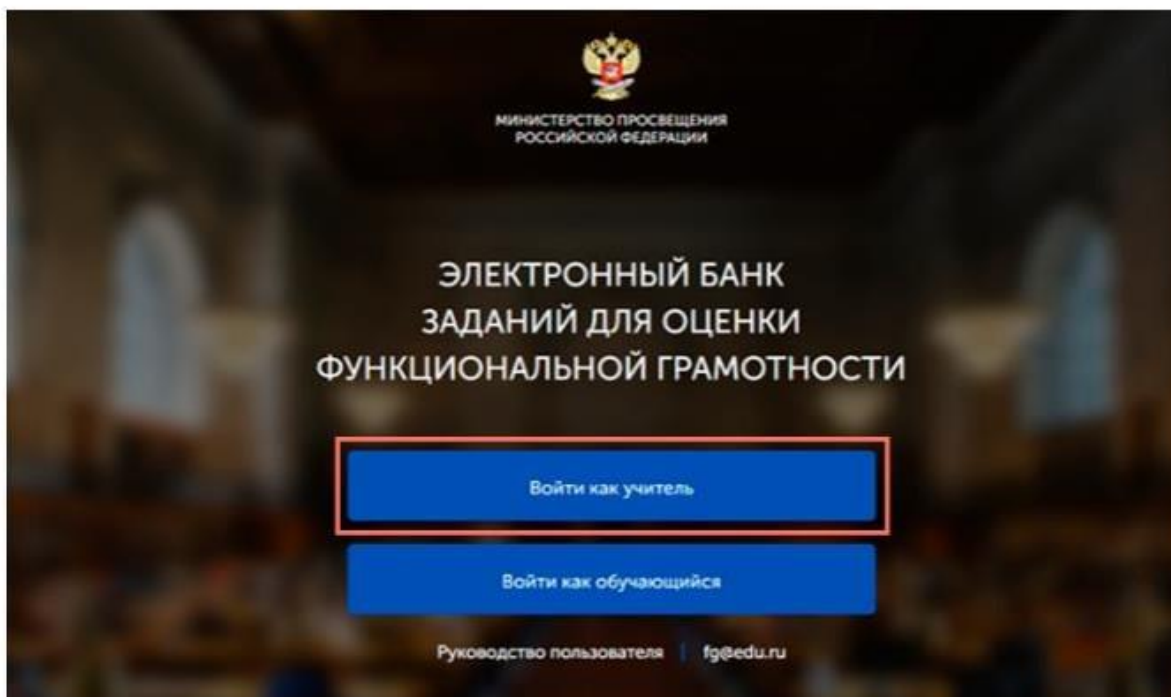 МИНИСТЕРСТВО ПРОСВЕЩЕНИЯ
РОССИЙСКОЙ ФЕДЕРАЦИИ
ЭЛЕКТРОННЫЙ БАНК
ЗАДАНИЙ ДЛЯ ОЦЕНКИ
ФУНКЦИОНАЛЬНОЙ ГРАМОТНОСТИ
Войти как учитель
Войти как обучающийся
Руководство пользователя | fg@edu.ru